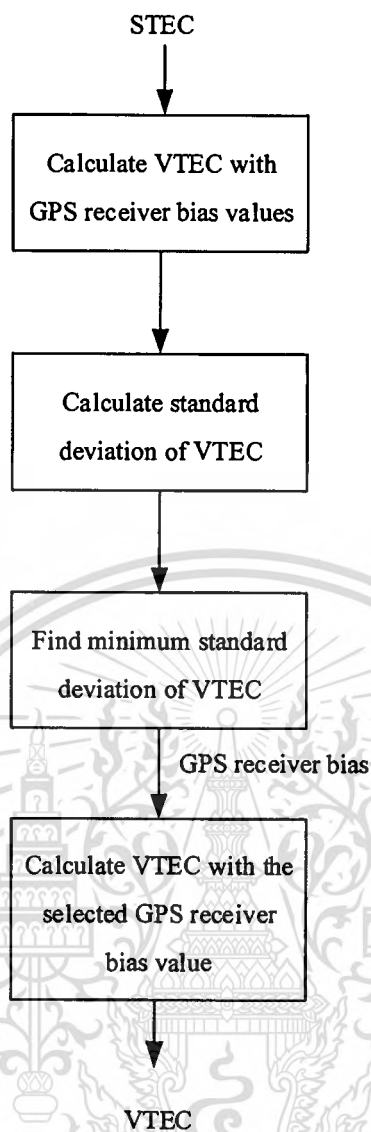 STEC
Calculate VTEC with
GPS receiver bias values
Calculate standard
deviation of VTEC
Find minimum standard
deviation of VTEC
GPS receiver bias
Calculate VTEC with the
selected GPS receiver
bias value
VTEC